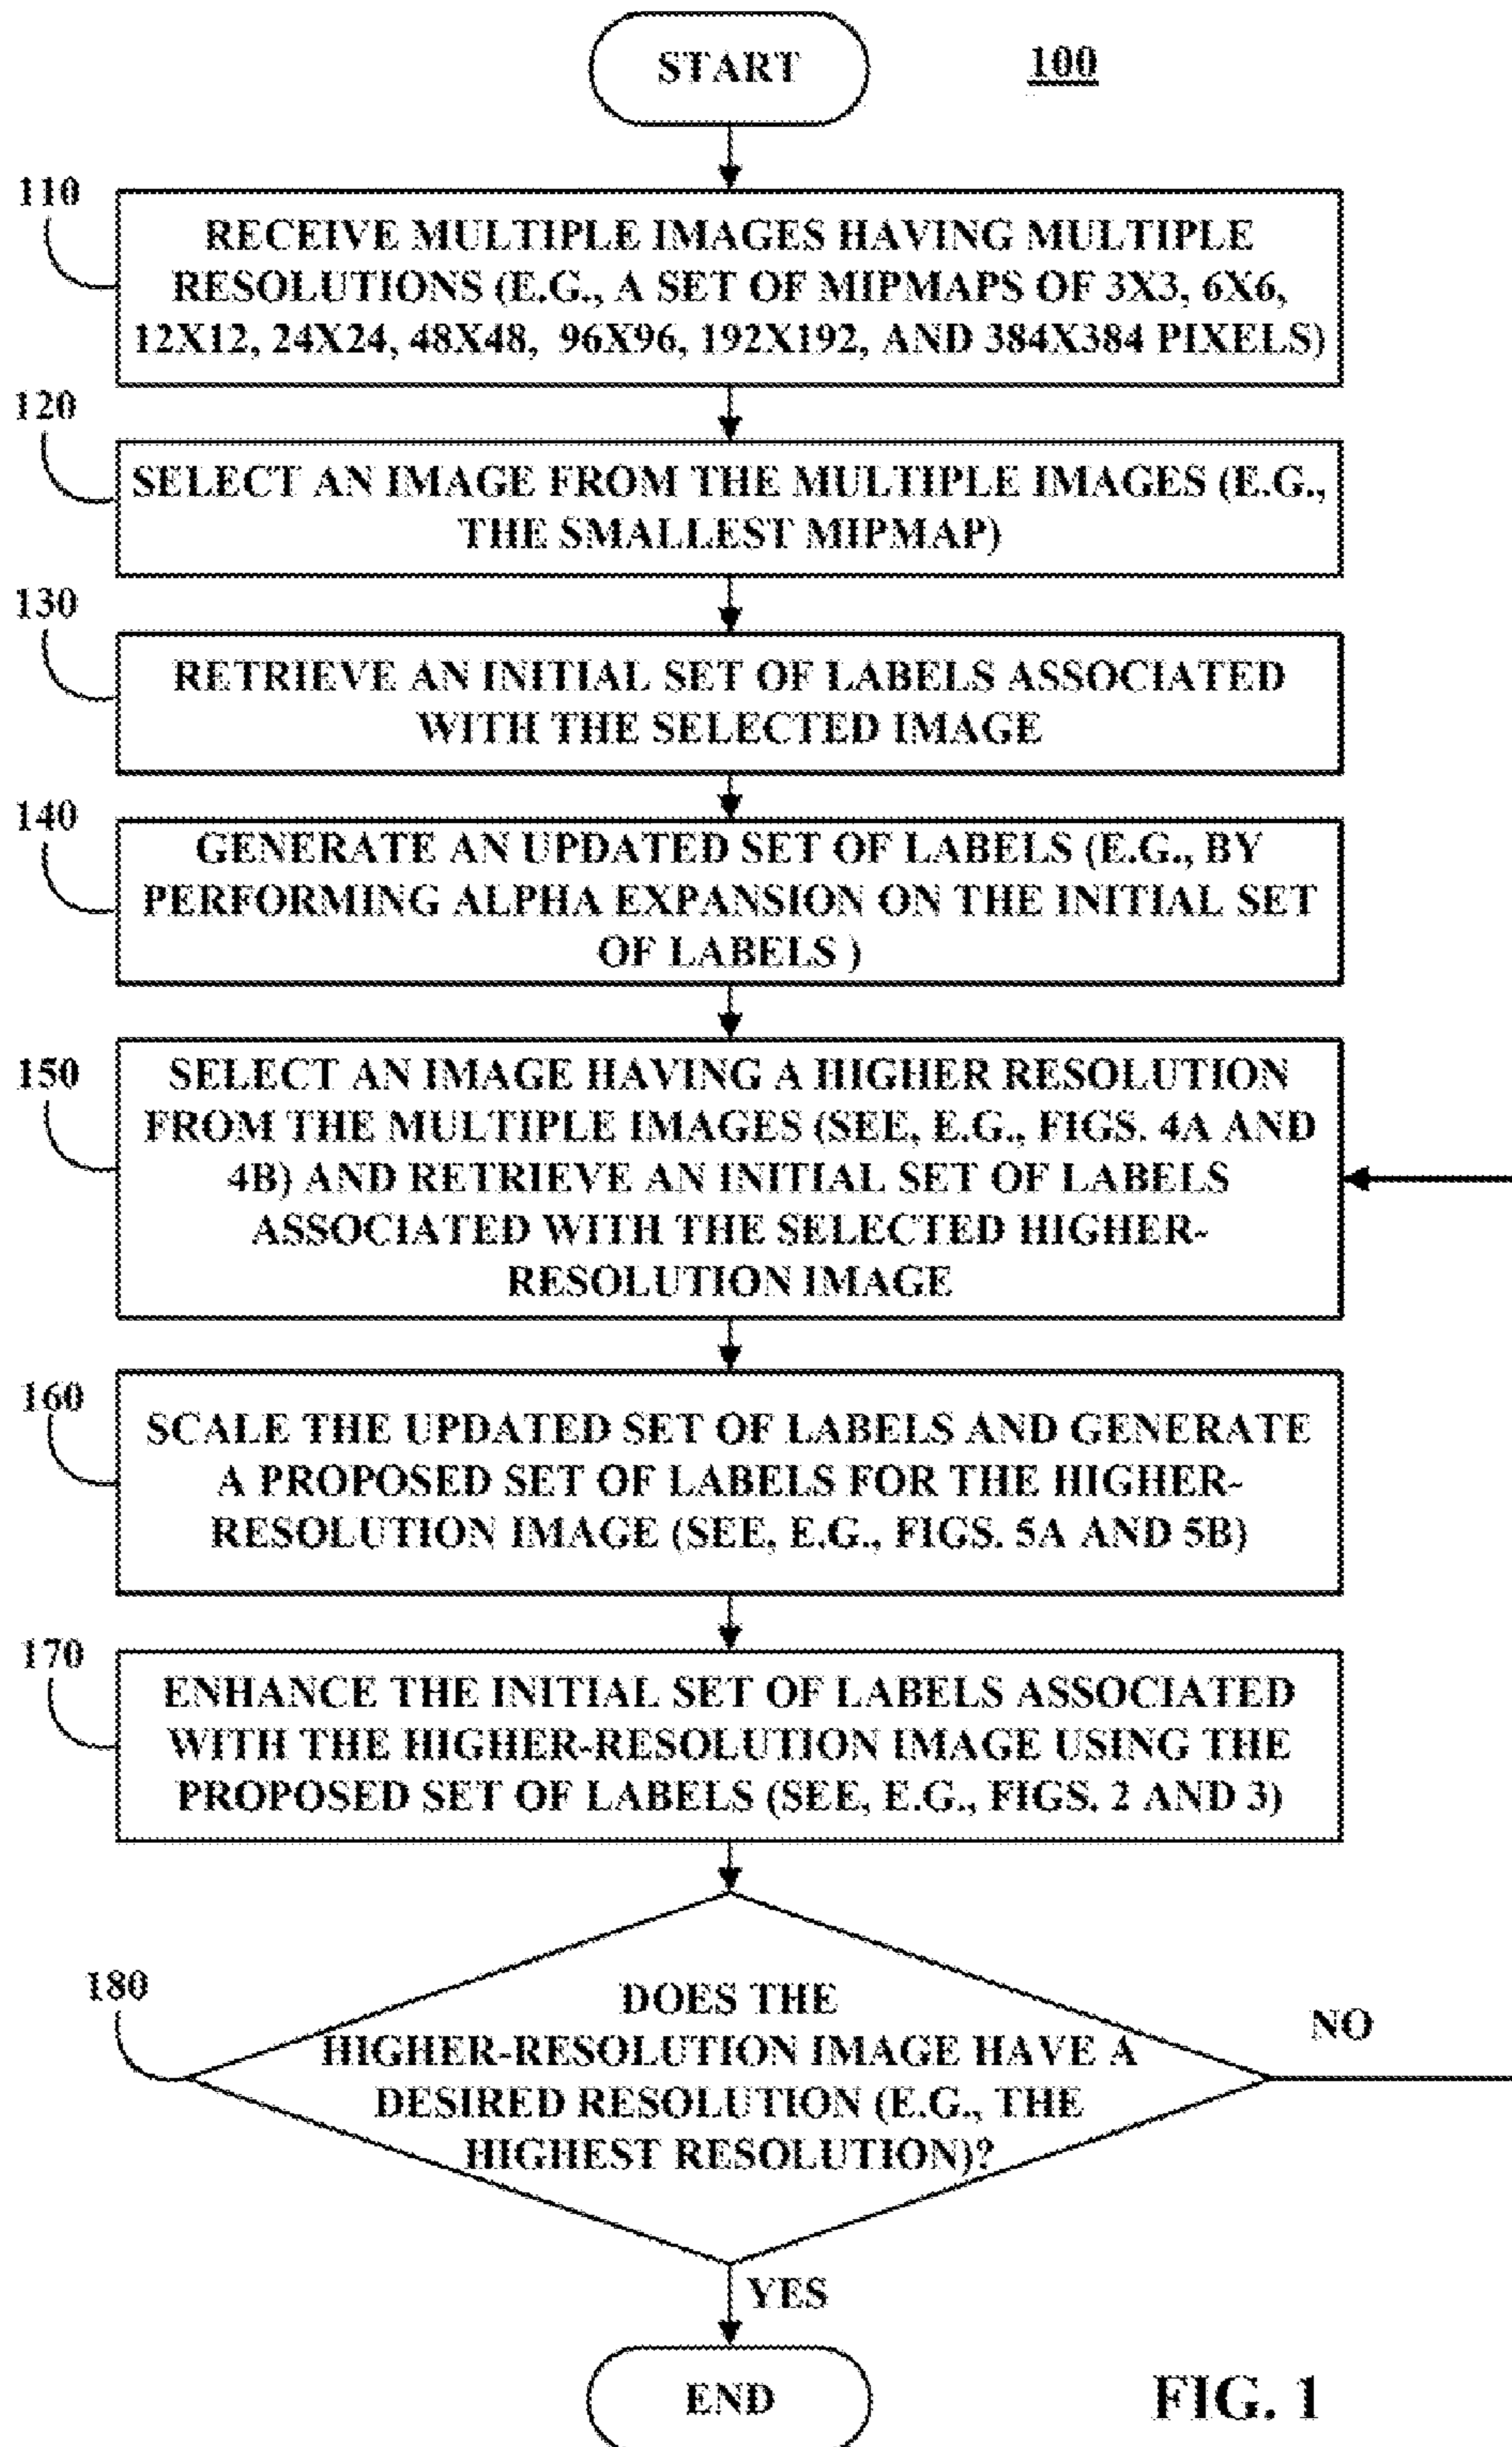 START
100
110
RECEIVE MULTIPLE IMAGES HAVING MULTIPLE
RESOLUTIONS (E.G., A SET OF MIPMAPS OF 3X3, 6X6,
12X12, 24X24, 48X48, 96X96, 192X192, AND 384X384 PIXELS)
120
SELECT AN IMAGE FROM THE MULTIPLE IMAGES (E.G.,
THE SMALLEST MIPMAP)
130
RETRIEVE AN INITIAL SET OF LABELS ASSOCIATED
WITH THE SELECTED IMAGE
140
GENERATE AN UPDATED SET OF LABELS (E.G., BY
PERFORMING ALPHA EXPANSION ON THE INITIAL SET
OF LABELS )
150
SELECT AN IMAGE HAVING A HIGHER RESOLUTION
FROM THE MULTIPLE IMAGES (SEE, E.G., FIGS. 4A AND
4B) AND RETRIEVE AN INITIAL SET OF LABELS
ASSOCIATED WITH THE SELECTED HIGHER-
RESOLUTION IMAGE
160
SCALE THE UPDATED SET OF LABELS AND GENERATE
A PROPOSED SET OF LABELS FOR THE HIGHER-
RESOLUTION IMAGE (SEE, E.G., FIGS. 5A AND 5B)
170
ENHANCE THE INITIAL SET OF LABELS ASSOCIATED
WITH THE HIGHER-RESOLUTION IMAGE USING THE
PROPOSED SET OF LABELS (SEE, E.G., FIGS. 2 AND 3)
180
DOES THE
HIGHER-RESOLUTION IMAGE HAVE A
DESIRED RESOLUTION (E.G., THE
HIGHEST RESOLUTION)?
NO
YES
END
FIG. 1